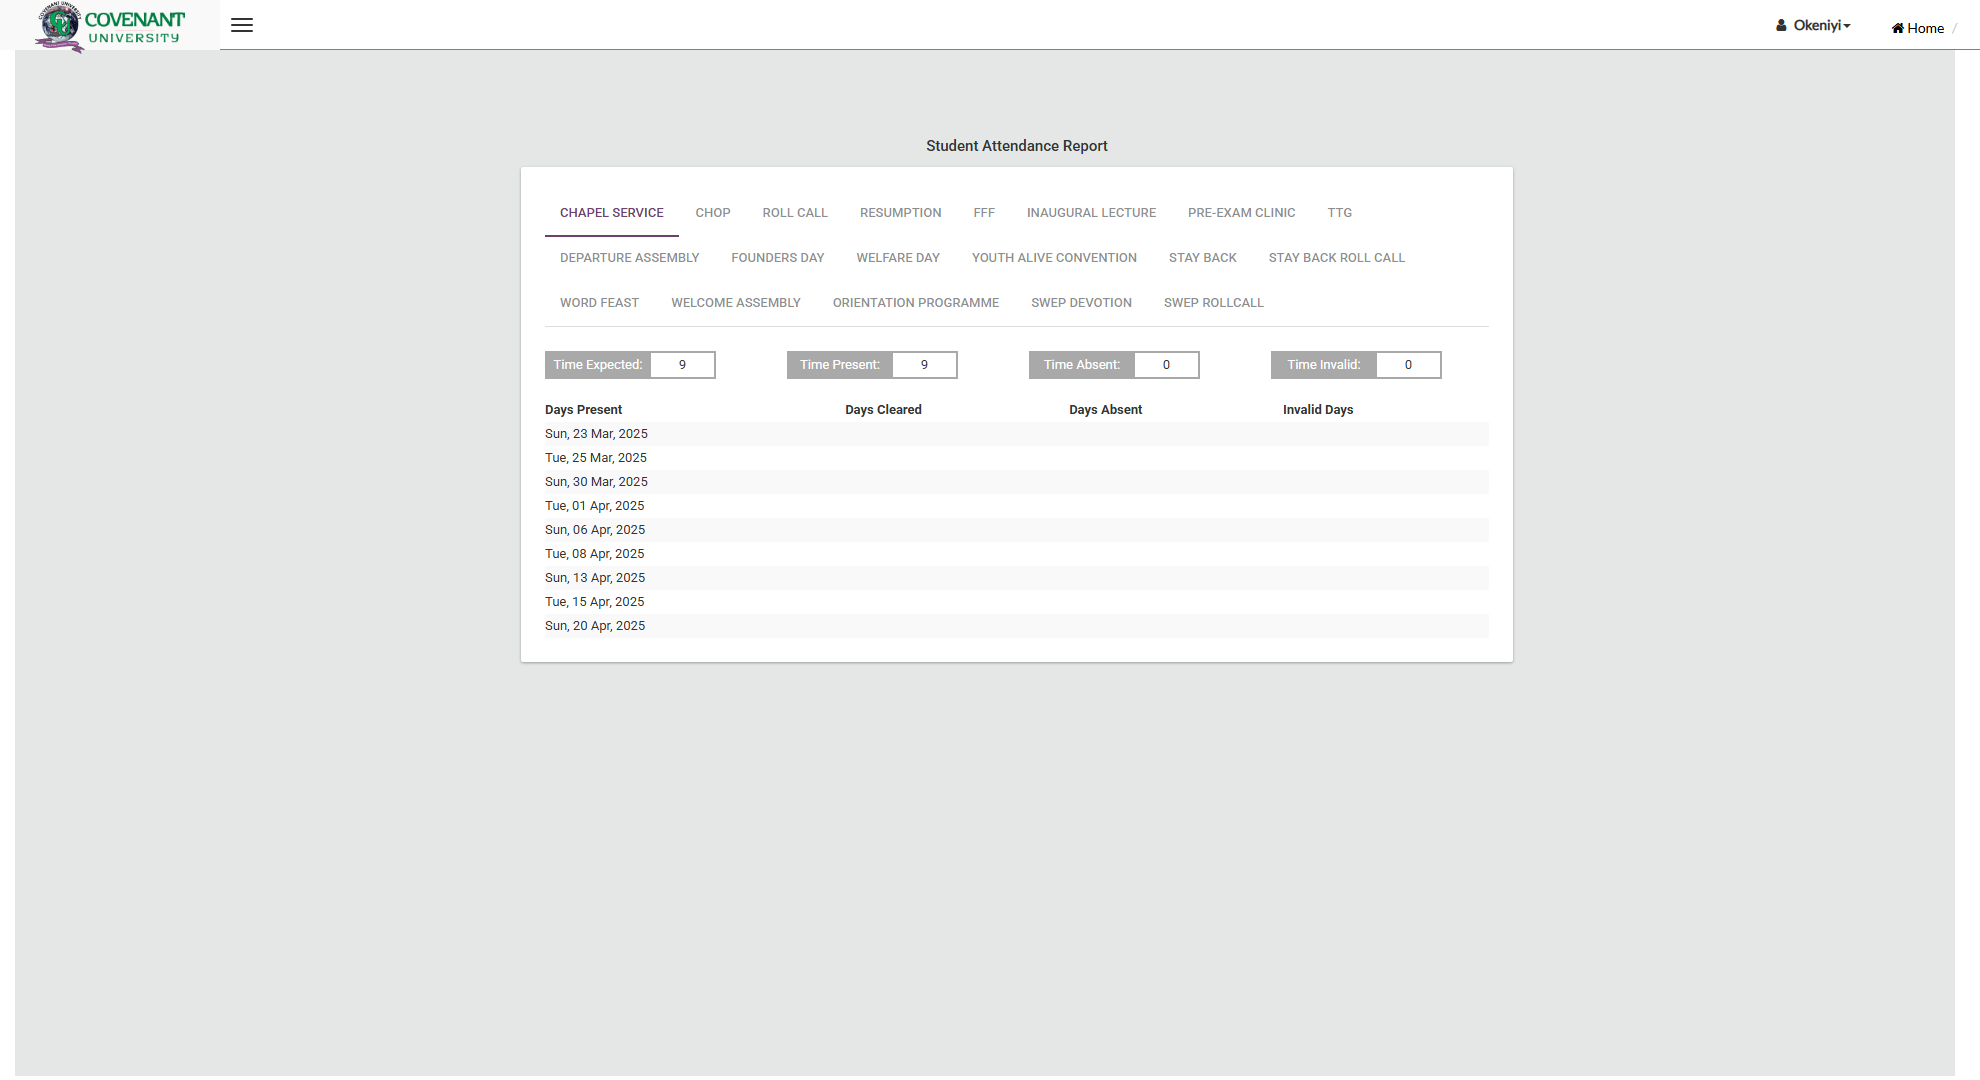 COVENANT UNIVERSITY
COVENANT
UNIVERSITY
Okeniyi
Home /
Student Attendance Report
CHAPEL SERVICE CHOP ROLL CALL RESUMPTION FFF INAUGURAL LECTURE PRE-EXAM CLINIC TTG
DEPARTURE ASSEMBLY FOUNDERS DAY WELFARE DAY YOUTH ALIVE CONVENTION STAY BACK STAY BACK ROLL CALL
WORD FEAST WELCOME ASSEMBLY ORIENTATION PROGRAMME SWEP DEVOTION SWEP ROLLCALL
Time Expected: 9 Time Present: 9 Time Absent: 0 Time Invalid: 0
Days Present Days Cleared Days Absent Invalid Days
Sun, 23 Mar, 2025
Tue, 25 Mar, 2025
Sun, 30 Mar, 2025
Tue, 01 Apr, 2025
Sun, 06 Apr, 2025
Tue, 08 Apr, 2025
Sun, 13 Apr, 2025
Tue, 15 Apr, 2025
Sun, 20 Apr, 2025